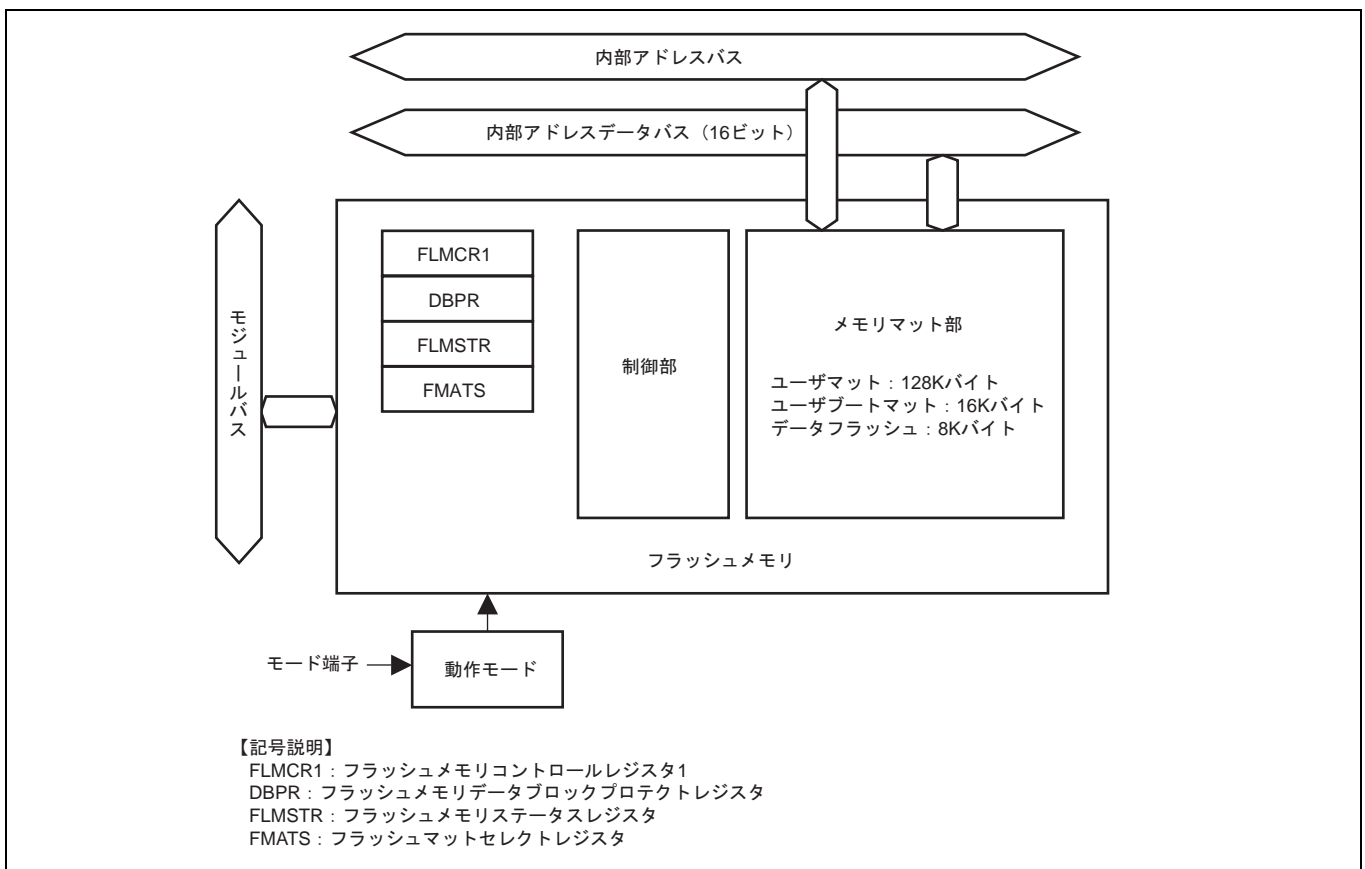 内部アドレスバス
内部アドレスデータバス（16ビット）
モジュールバス
FLMCR1
DBPR
FLMSTR
FMATS
制御部
メモリマット部
ユーザマット：128Kバイト
ユーザブートマット：16Kバイト
データフラッシュ：8Kバイト
フラッシュメモリ
モード端子
動作モード
【記号説明】
FLMCR1：フラッシュメモリコントロールレジスタ1
DBPR：フラッシュメモリデータブロックプロテクトレジスタ
FLMSTR：フラッシュメモリステータスレジスタ
FMATS：フラッシュマットセレクトレジスタ